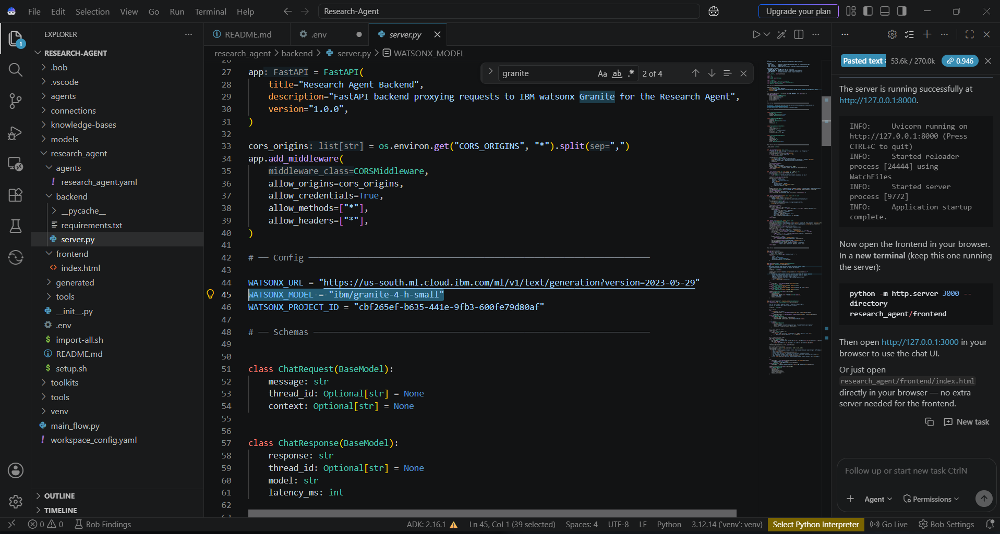 File Edit Selection View Go Run Terminal Help
Research-Agent
Upgrade your plan
1
EXPLORER
RESEARCH-AGENT
.bob
.vscode
agents
connections
knowledge-bases
models
research_agent
agents
! research_agent.yaml
backend
__pycache__
requirements.txt
server.py
frontend
<> index.html
generated
tools
__init__.py
.env
$ import-all.sh
README.md
$ setup.sh
toolkits
tools
venv
main_flow.py
! workspace_config.yaml
OUTLINE
TIMELINE
README.md
.env
server.py
research_agent > backend > server.py > WATSONX_MODEL
granite
Aa ab .* 2 of 4
26
27 app: FastAPI = FastAPI(
28 title="Research Agent Backend",
29 description="FastAPI backend proxying requests to IBM watsonx Granite for the Research Agent",
30 version="1.0.0",
31 )
32
33 cors_origins: list[str] = os.environ.get("CORS_ORIGINS", "*").split(sep=",")
34 app.add_middleware(
35 middleware_class=CORSMiddleware,
36 allow_origins=cors_origins,
37 allow_credentials=True,
38 allow_methods=["*"],
39 allow_headers=["*"],
40 )
41
42 # ── Config ──────────────────────────────────────────
43
44 WATSONX_URL = "https://us-south.ml.cloud.ibm.com/ml/v1/text/generation?version=2023-05-29"
45 WATSONX_MODEL = "ibm/granite-4-h-small"
46 WATSONX_PROJECT_ID = "cbf265ef-b635-441e-9fb3-600fe79d80af"
47
48 # ── Schemas ──────────────────────────────────────────
49
50
51 class ChatRequest(BaseModel):
52 message: str
53 thread_id: Optional[str] = None
54 context: Optional[str] = None
55
56
57 class ChatResponse(BaseModel):
58 response: str
59 thread_id: Optional[str] = None
60 model: str
61 latency_ms: int
62
63
Pasted text 53.6k / 270.0k 0.946
The server is running successfully at
http://127.0.0.1:8000.
INFO: Uvicorn running on
http://127.0.0.1:8000 (Press
CTRL+C to quit)
INFO: Started reloader
process [24444] using
WatchFiles
INFO: Started server
process [9772]
INFO: Application startup
complete.
Now open the frontend in your browser.
In a new terminal (keep this one running
the server):
python -m http.server 3000 --
directory
research_agent/frontend
Then open http://127.0.0.1:3000 in your
browser to use the chat UI.
Or just open
research_agent/frontend/index.html
directly in your browser — no extra
server needed for the frontend.
New task
Follow up or start new task CtrlN
Agent
Permissions
0 0 Bob Findings
ADK: 2.16.1
Ln 45, Col 1 (39 selected)
Spaces: 4
UTF-8
LF
Python
3.12.14 ('venv': venv)
Select Python Interpreter
Go Live
Bob Settings